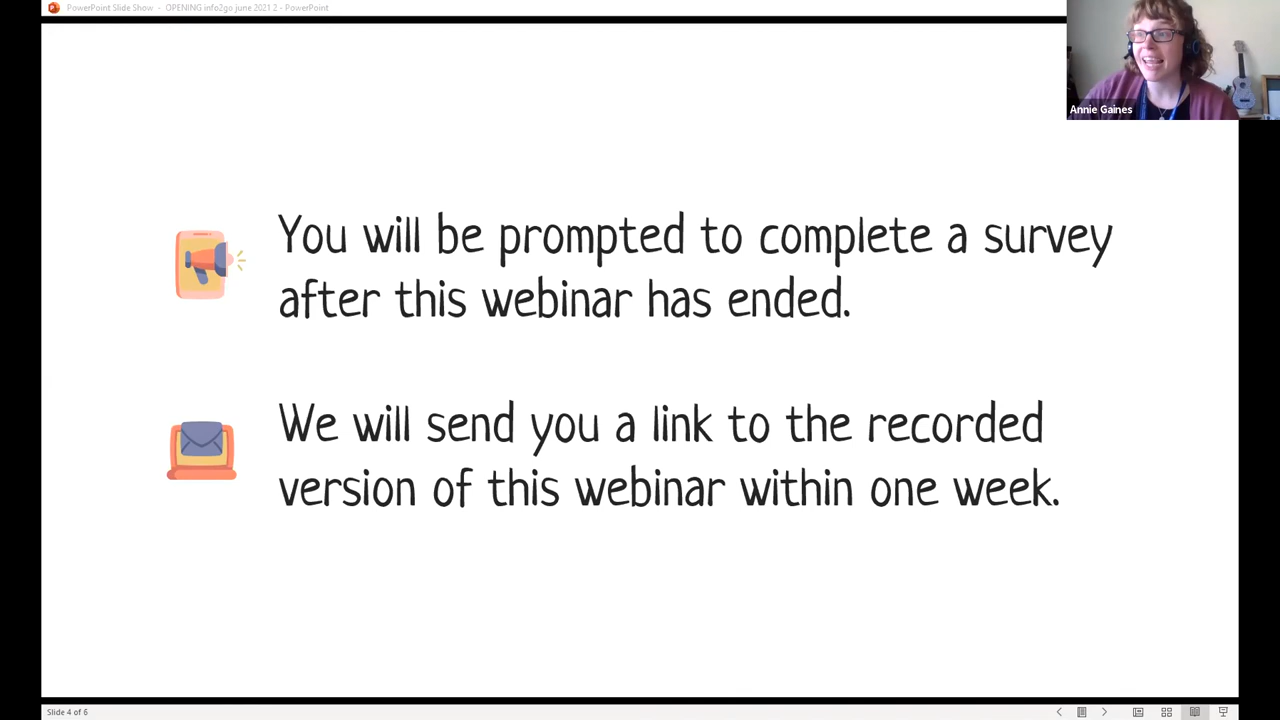 PowerPoint Slide Show - OPENING info2go june 2021 2 - PowerPoint
Annie Gaines
You will be prompted to complete a survey
after this webinar has ended.
We will send you a link to the recorded
version of this webinar within one week.
Slide 4 of 6